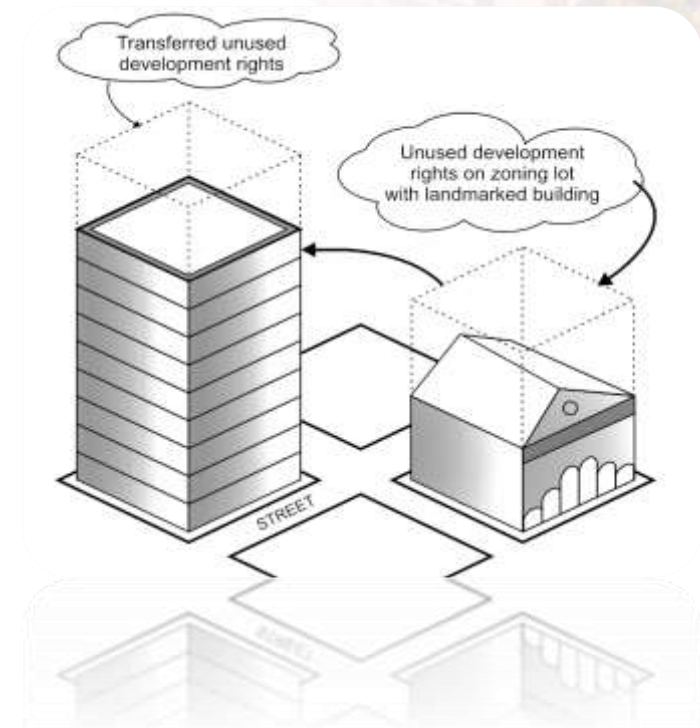 Transferred unused
development rights
Unused development
rights on zoning lot
with landmarked building
STREET